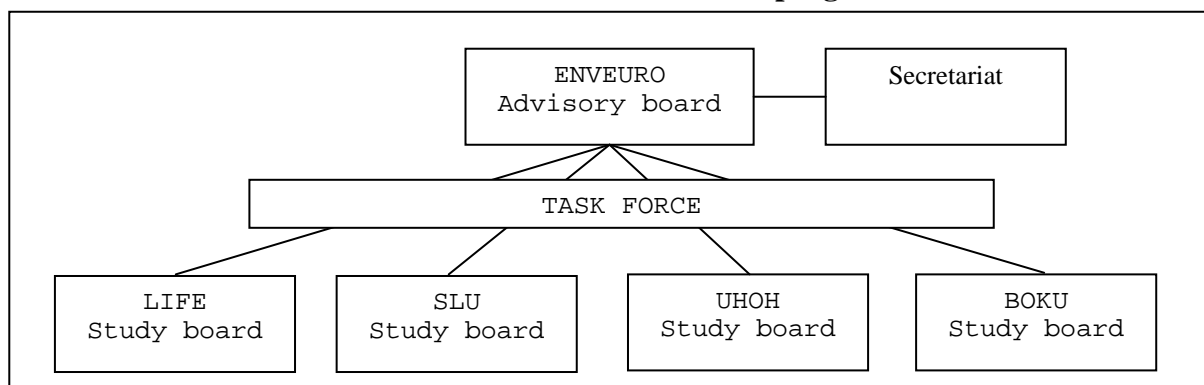 ENVEURO
Advisory board
Secretariat
TASK FORCE
LIFE
Study board
SLU
Study board
UHOH
Study board
BOKU
Study board